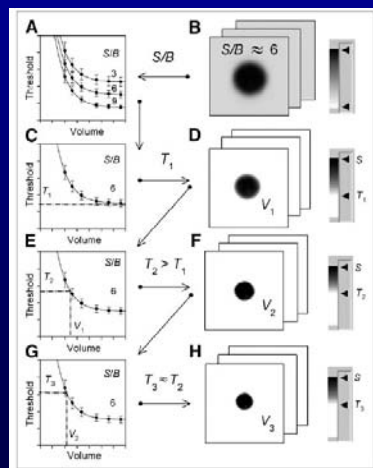 A
Threshold
S/B
3
6
9
Volume
S/B
B
S/B ≈ 6
C
Threshold
S/B
6
T1
Volume
T1
D
V1
S
T1
E
Threshold
S/B
6
T2
V1
Volume
T2 > T1
F
V2
S
T2
G
Threshold
S/B
6
T3
V2
Volume
T3 ≈ T2
H
V3
S
T3